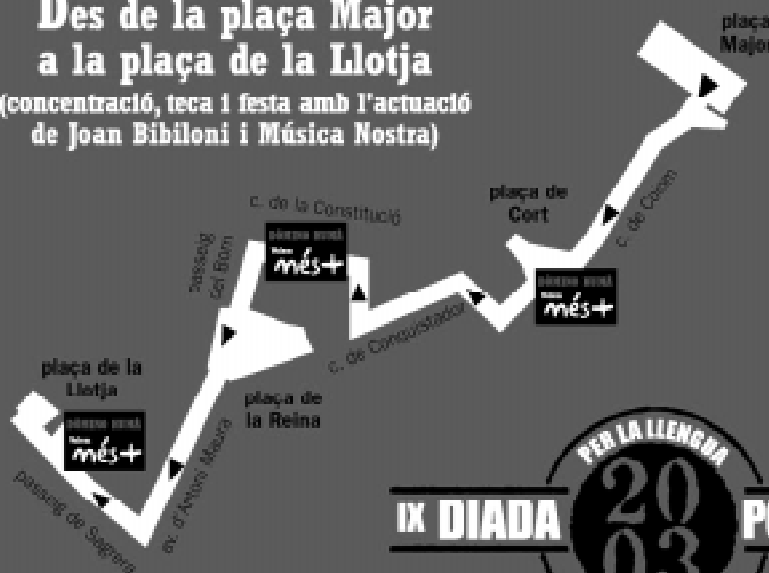 Des de la plaça Major
a la plaça de la Llotja
(concentració, teca i festa amb l'actuació
de Joan Bibiloni i Música Nostra)
plaça
Major
c. de Colom
plaça de
Cort
més+
c. de la Constitució
més+
passeig
del Born
c. de Conquistador
plaça de
la Reina
plaça de la
Llotja
més+
av. d'Antoni Maura
passeig de Sagrera
PER LA LLENGUA
2003
IX DIADA